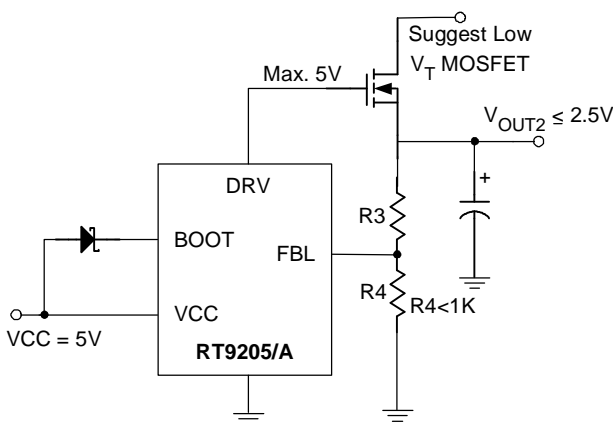 Suggest Low
V_T MOSFET
Max. 5V
V_OUT2 ≤ 2.5V
DRV
R3
BOOT
FBL
R4
R4<1K
VCC
VCC = 5V
RT9205/A
+